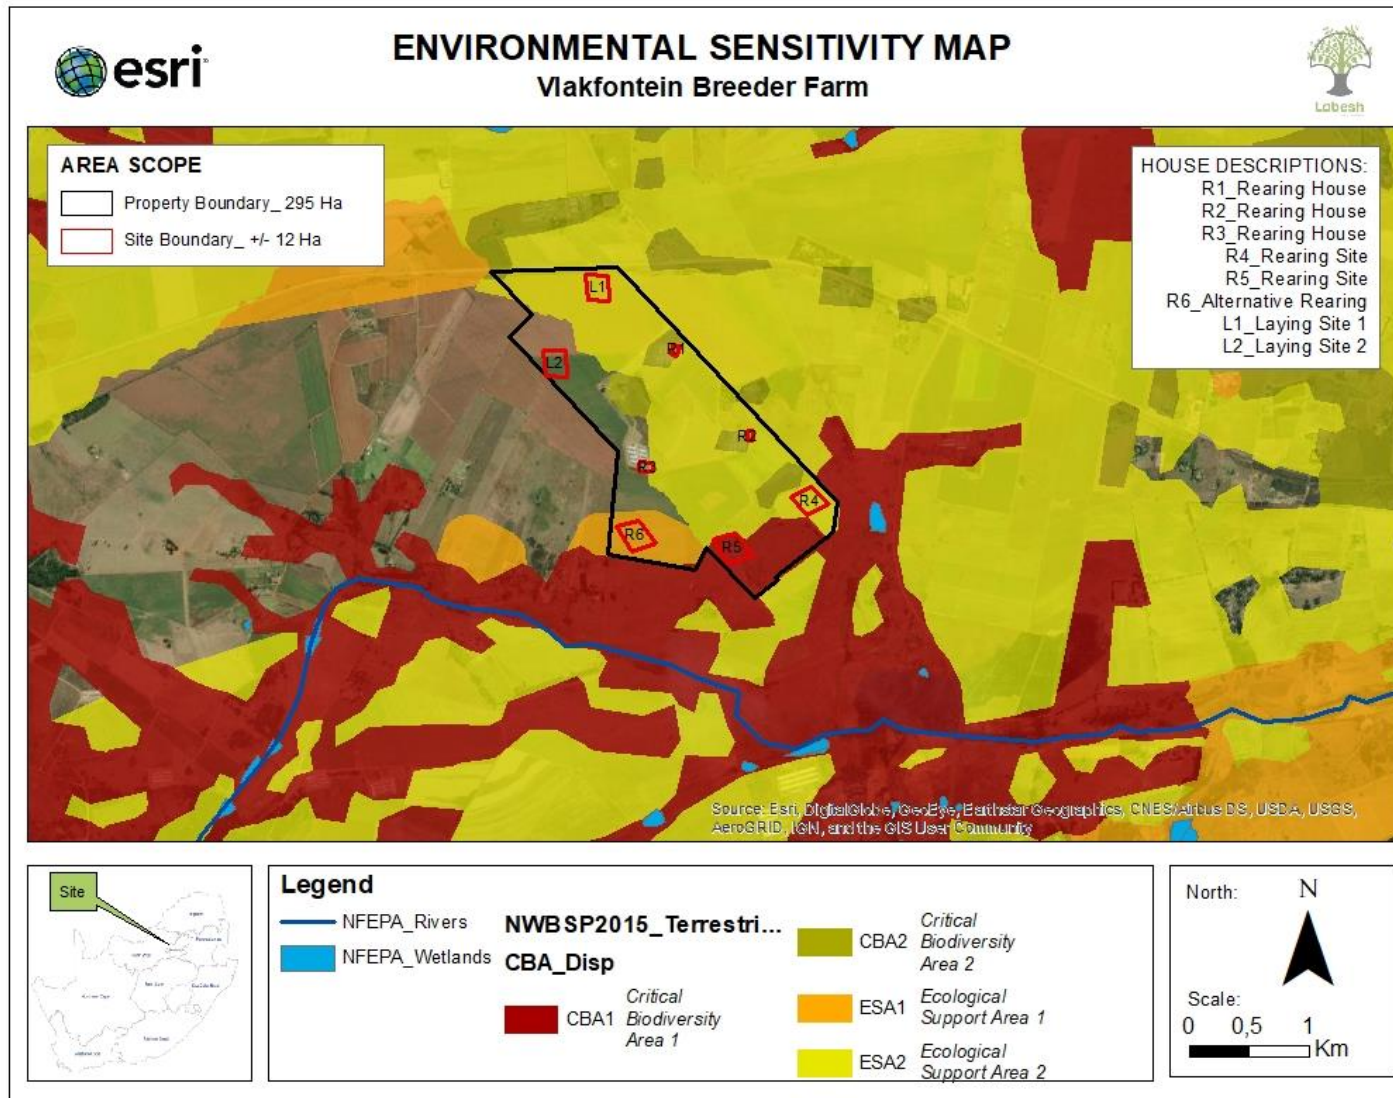 esri
ENVIRONMENTAL SENSITIVITY MAP
Vlakfontein Breeder Farm
Labesh
AREA SCOPE
Property Boundary_ 295 Ha
Site Boundary_ +/- 12 Ha
HOUSE DESCRIPTIONS:
R1_Rearing House
R2_Rearing House
R3_Rearing House
R4_Rearing Site
R5_Rearing Site
R6_Alternative Rearing
L1_Laying Site 1
L2_Laying Site 2
L1
R1
L2
R2
R3
R4
R6
R5
Source: Esri, DigitalGlobe, GeoEye, Earthstar Geographics, CNES/Airbus DS, USDA, USGS,
AeroGRID, IGN, and the GIS User Community
Site
Legend
NFEPA_Rivers
NFEPA_Wetlands
NWBSP2015_Terrestri...
CBA_Disp
CBA1 Critical
Biodiversity
Area 1
CBA2 Critical
Biodiversity
Area 2
ESA1 Ecological
Support Area 1
ESA2 Ecological
Support Area 2
North:
N
Scale:
0 0,5 1
Km